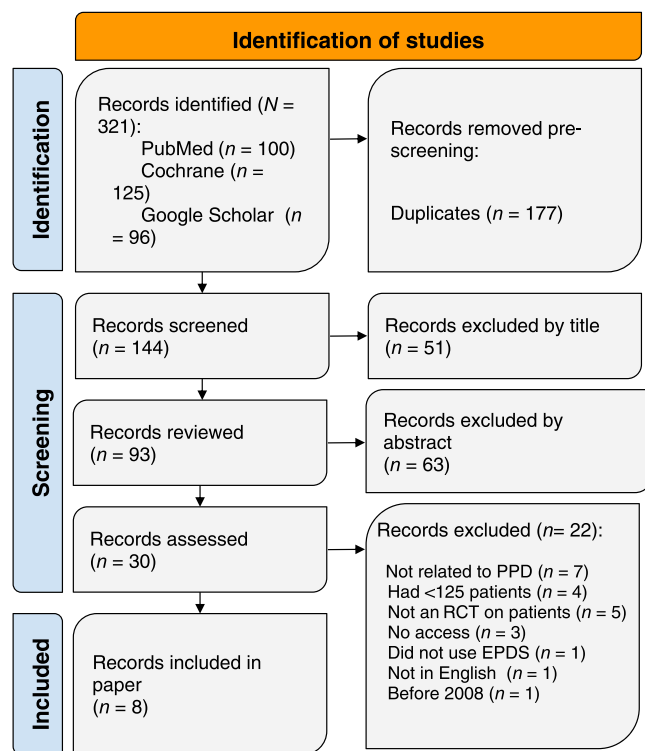 Identification of studies
Identification
Records identified (N =
321):
PubMed (n = 100)
Cochrane (n =
125)
Google Scholar (n
= 96)
Records removed pre-
screening:
Duplicates (n = 177)
Screening
Records screened
(n = 144)
Records excluded by title
(n = 51)
Records reviewed
(n = 93)
Records excluded by
abstract
(n = 63)
Records assessed
(n = 30)
Records excluded (n= 22):
Not related to PPD (n = 7)
Had <125 patients (n = 4)
Not an RCT on patients (n = 5)
No access (n = 3)
Did not use EPDS (n = 1)
Not in English (n = 1)
Before 2008 (n = 1)
Included
Records included in
paper
(n = 8)